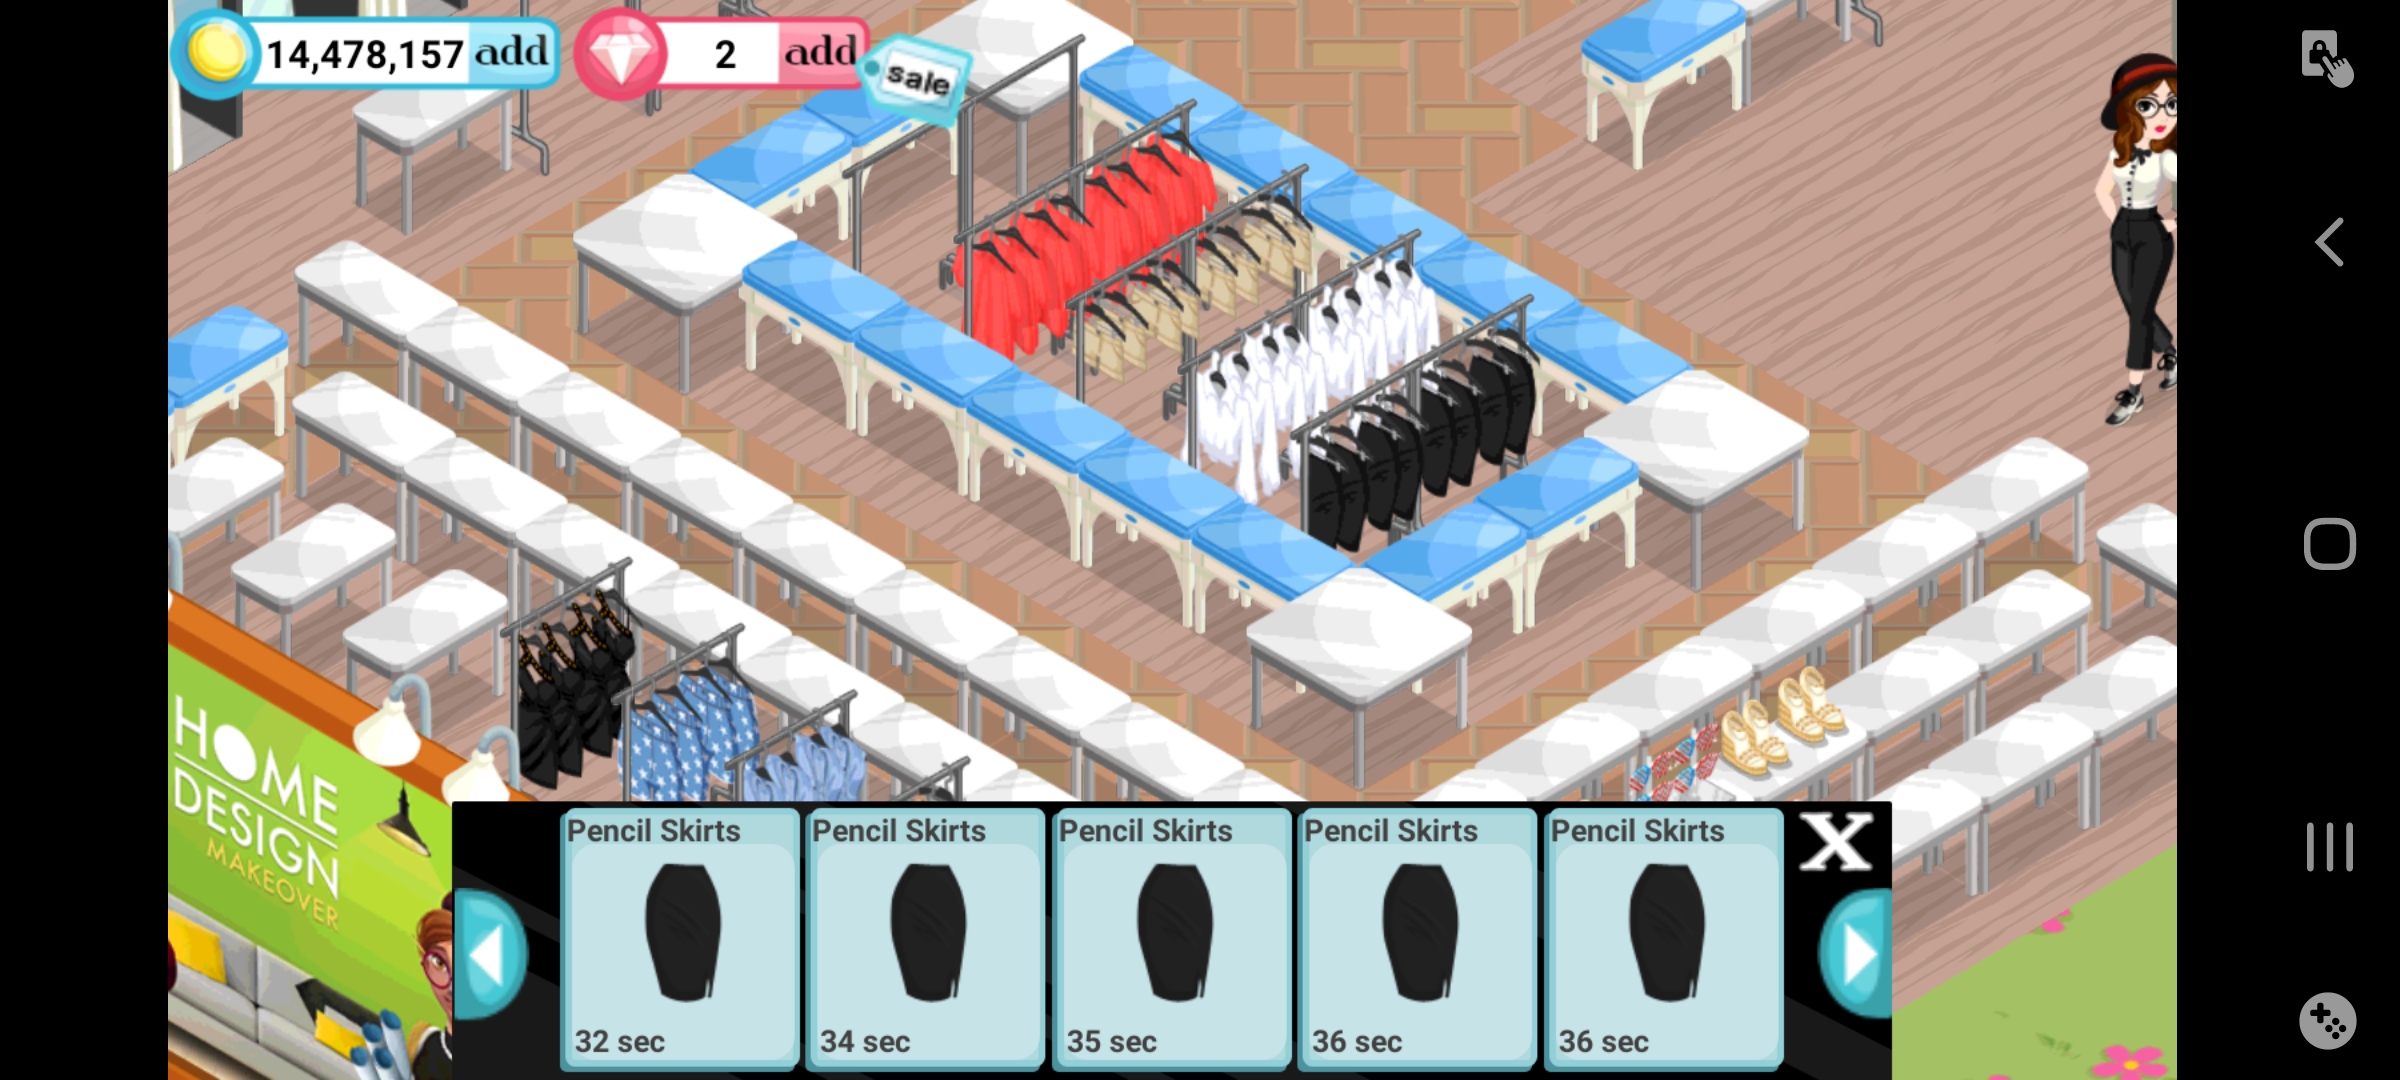 14,478,157 add
2 add
sale
HOME
DESIGN
MAKEOVER
Pencil Skirts
32 sec
Pencil Skirts
34 sec
Pencil Skirts
35 sec
Pencil Skirts
36 sec
Pencil Skirts
36 sec
X